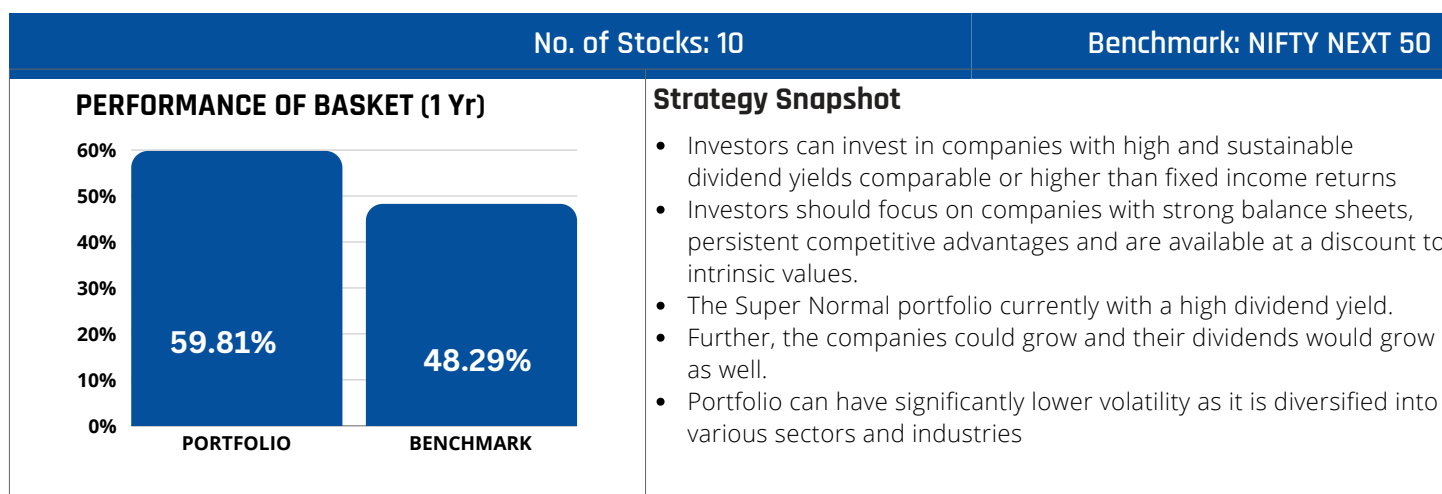 No. of Stocks: 10
Benchmark: NIFTY NEXT 50
PERFORMANCE OF BASKET (1 Yr)
60%
50%
40%
30%
20%
10%
0%
59.81%
48.29%
PORTFOLIO
BENCHMARK
Strategy Snapshot
• Investors can invest in companies with high and sustainable
dividend yields comparable or higher than fixed income returns
• Investors should focus on companies with strong balance sheets,
persistent competitive advantages and are available at a discount to
intrinsic values.
• The Super Normal portfolio currently with a high dividend yield.
• Further, the companies could grow and their dividends would grow
as well.
• Portfolio can have significantly lower volatility as it is diversified into
various sectors and industries